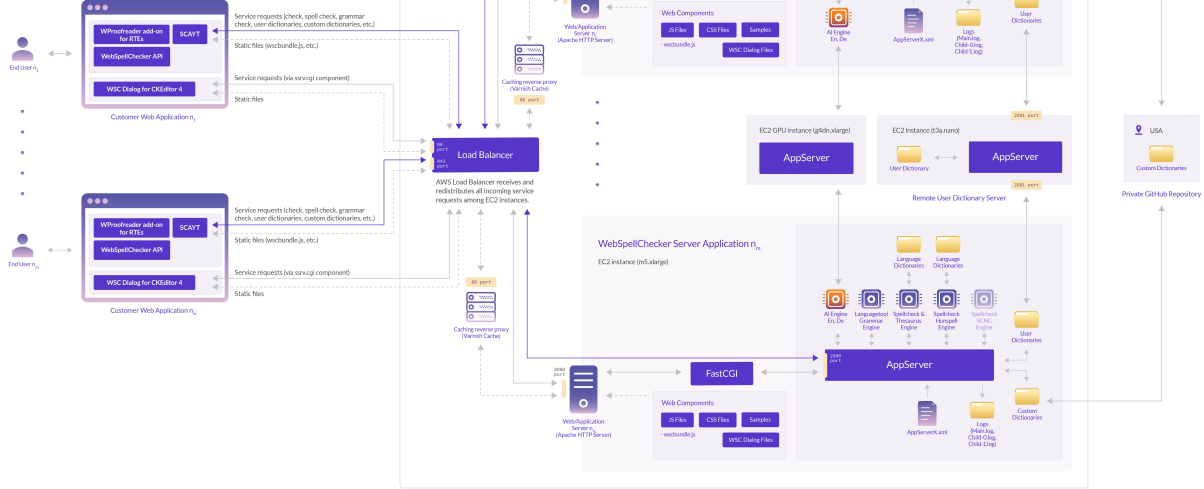 WProofreader add-on
for RTEs
SCAYT
WebSpellChecker API
WSC Dialog for CKEditor 4
End User n1
Customer Web Application n1
Service requests (check, spell check, grammar
check, user dictionaries, custom dictionaries, etc.)
Static files (wscbundle.js, etc.)
Service requests (via ssrv.cgi component)
Static files
Caching reverse proxy
(Varnish Cache)
80 port
Web/Application
Server n1
(Apache HTTP Server)
Web Components
JS Files
CSS Files
Samples
- wscbundle.js
WSC Dialog Files
AI Engine
En, De
AppServerX.xml
Logs
(Main.log,
Child-0.log,
Child-1.log)
User
Dictionaries
80
port
442
port
Load Balancer
AWS Load Balancer receives and
redistributes all incoming service
requests among EC2 instances.
EC2 GPU instance (g4dn.xlarge)
AppServer
2881 port
EC2 instance (t3a.nano)
User Dictionary
AppServer
2881 port
Remote User Dictionary Server
USA
Custom Dictionaries
Private GitHub Repository
WProofreader add-on
for RTEs
SCAYT
WebSpellChecker API
WSC Dialog for CKEditor 4
End User nm
Customer Web Application nm
Service requests (check, spell check, grammar
check, user dictionaries, custom dictionaries, etc.)
Static files (wscbundle.js, etc.)
Service requests (via ssrv.cgi component)
Static files
80 port
Caching reverse proxy
(Varnish Cache)
WebSpellChecker Server Application nm
EC2 instance (m5.xlarge)
Language
Dictionaries
Language
Dictionaries
AI Engine
En, De
Languagetool
Grammar
Engine
Spellcheck &
Thesaurus
Engine
Spellcheck
Hunspell
Engine
Spellcheck
SCNC
Engine
User
Dictionaries
2880
port
AppServer
8080
port
FastCGI
Web/Application
Server n
(Apache HTTP Server)
Web Components
JS Files
CSS Files
Samples
- wscbundle.js
WSC Dialog Files
AppServerX.xml
Logs
(Main.log,
Child-0.log,
Child-1.log)
Custom
Dictionaries